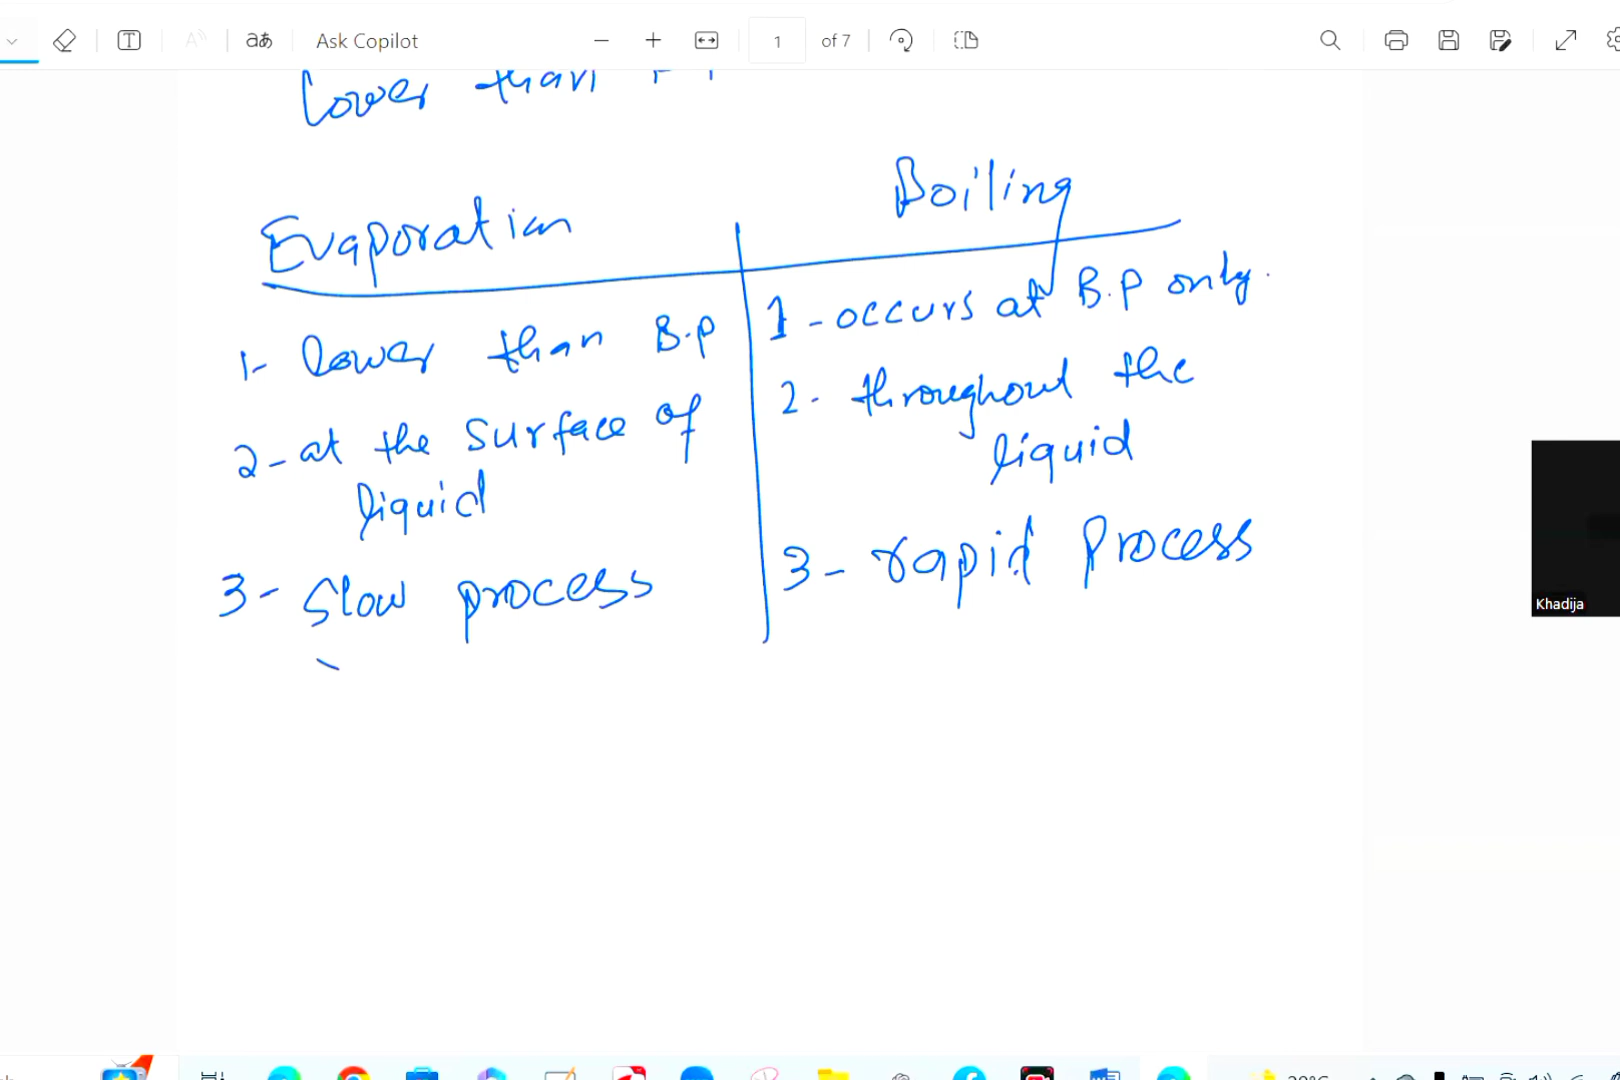 Ask Copilot
1 of 7
Lower than
Evaporation
Boiling
1- lower than B.P
1- occurs at B.P only.
2- at the surface of
liquid
2- throughout the
liquid
3- slow process
3- rapid process
Khadija